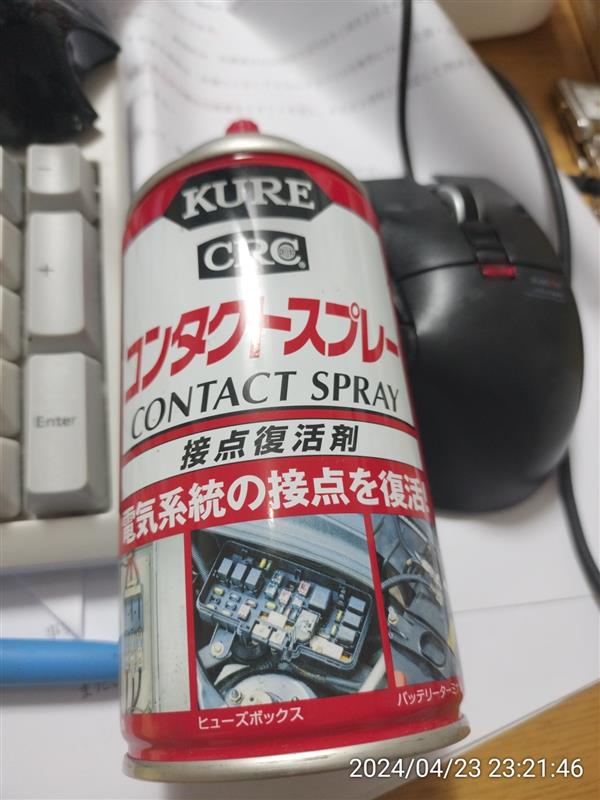 KURE
CRC
コンタクトスプレー
CONTACT SPRAY
接点復活剤
電気系統の接点を復活!
ヒューズボックス
バッテリーターミナ
Enter
+
-
2024/04/23 23:21:46